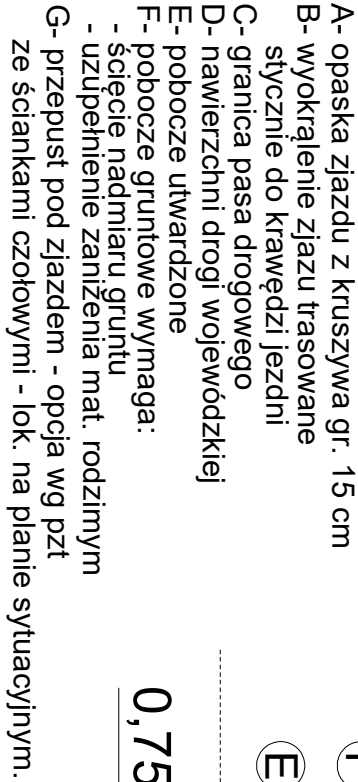 A- opaska zjazdu z kruszywa gr. 15 cm
B- wyokrąlenie zjazu trasowane
stycznie do krawędzi jezdni
C- granica pasa drogowego
D- nawierzchni drogi wojewódzkiej
E- pobocze utwardzone
F- pobocze gruntowe wymaga:
- ścięcie nadmiaru gruntu
- uzupełnienie zaniżenia mat. rodzimym
G- przepust pod zjazdem - opcja wg pzt
ze ściankami czołowymi - lok. na planie sytuacyjnym.
E
0,75